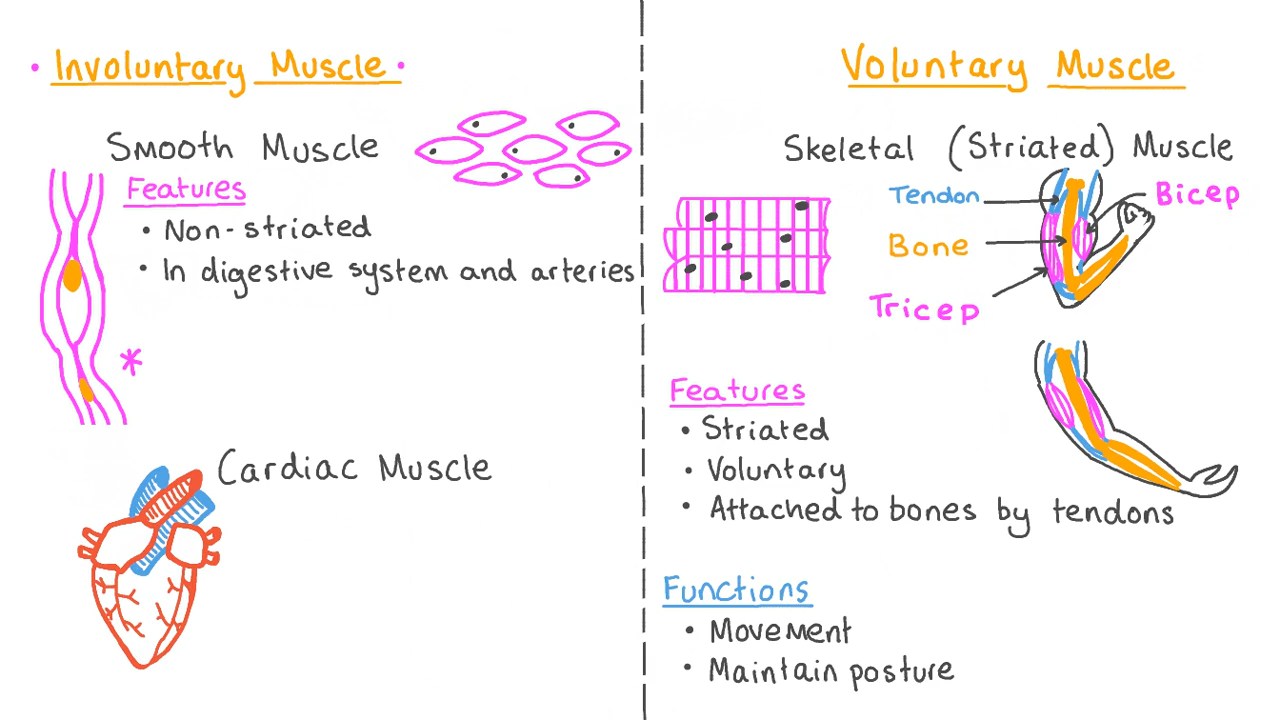 • Involuntary Muscle •
Smooth Muscle
Features
• Non-striated
• In digestive system and arteries
*
Cardiac Muscle
Voluntary Muscle
Skeletal (Striated) Muscle
Tendon
Bicep
Bone
Tricep
Features
• Striated
• Voluntary
• Attached to bones by tendons
Functions
• Movement
• Maintain posture